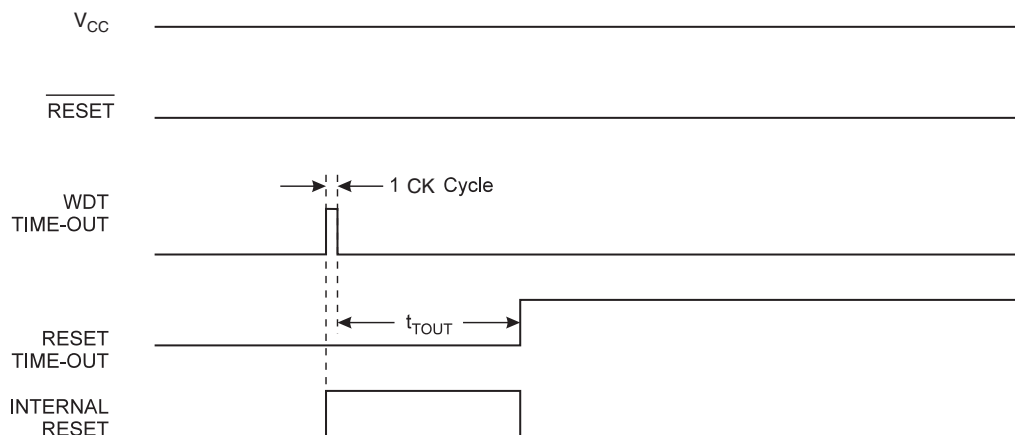 VCC
RESET
1 CK Cycle
WDT
TIME-OUT
tTOUT
RESET
TIME-OUT
INTERNAL
RESET